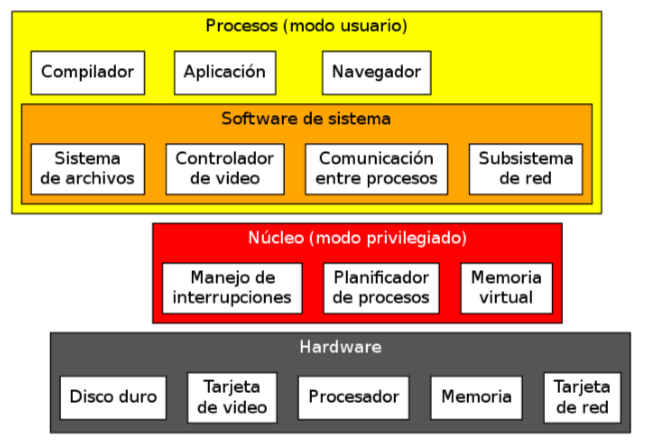 Procesos (modo usuario)
Compilador
Aplicación
Navegador
Software de sistema
Sistema
de archivos
Controlador
de video
Comunicación
entre procesos
Subsistema
de red
Núcleo (modo privilegiado)
Manejo de
interrupciones
Planificador
de procesos
Memoria
virtual
Hardware
Disco duro
Tarjeta
de video
Procesador
Memoria
Tarjeta
de red